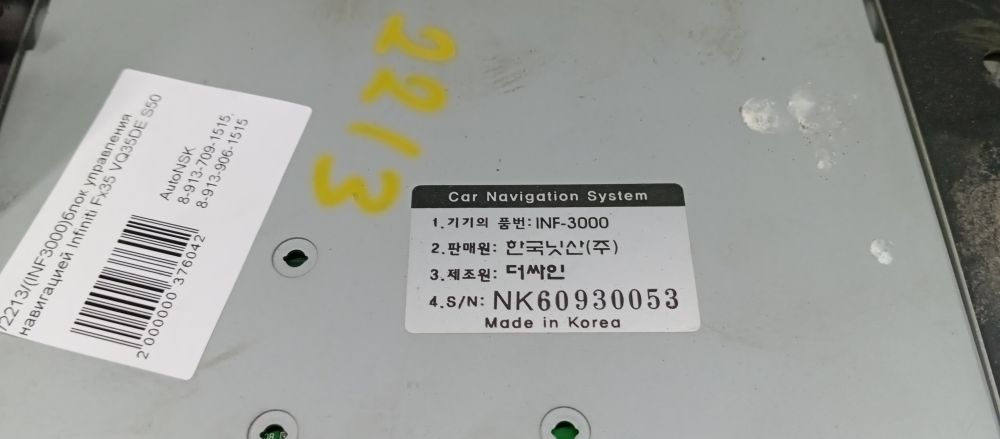 2213
/2213/(INF3000)блок управления
навигацией Infiniti Fx35 VQ35DE S50
AutoNSK
8-913-709-1515,
8-913-906-1515
2 000000 376042
Car Navigation System
1.기기의 품번: INF-3000
2.판매원: 한국닛산(주)
3.제조원: 더싸인
4.S/N: NK60930053
Made in Korea